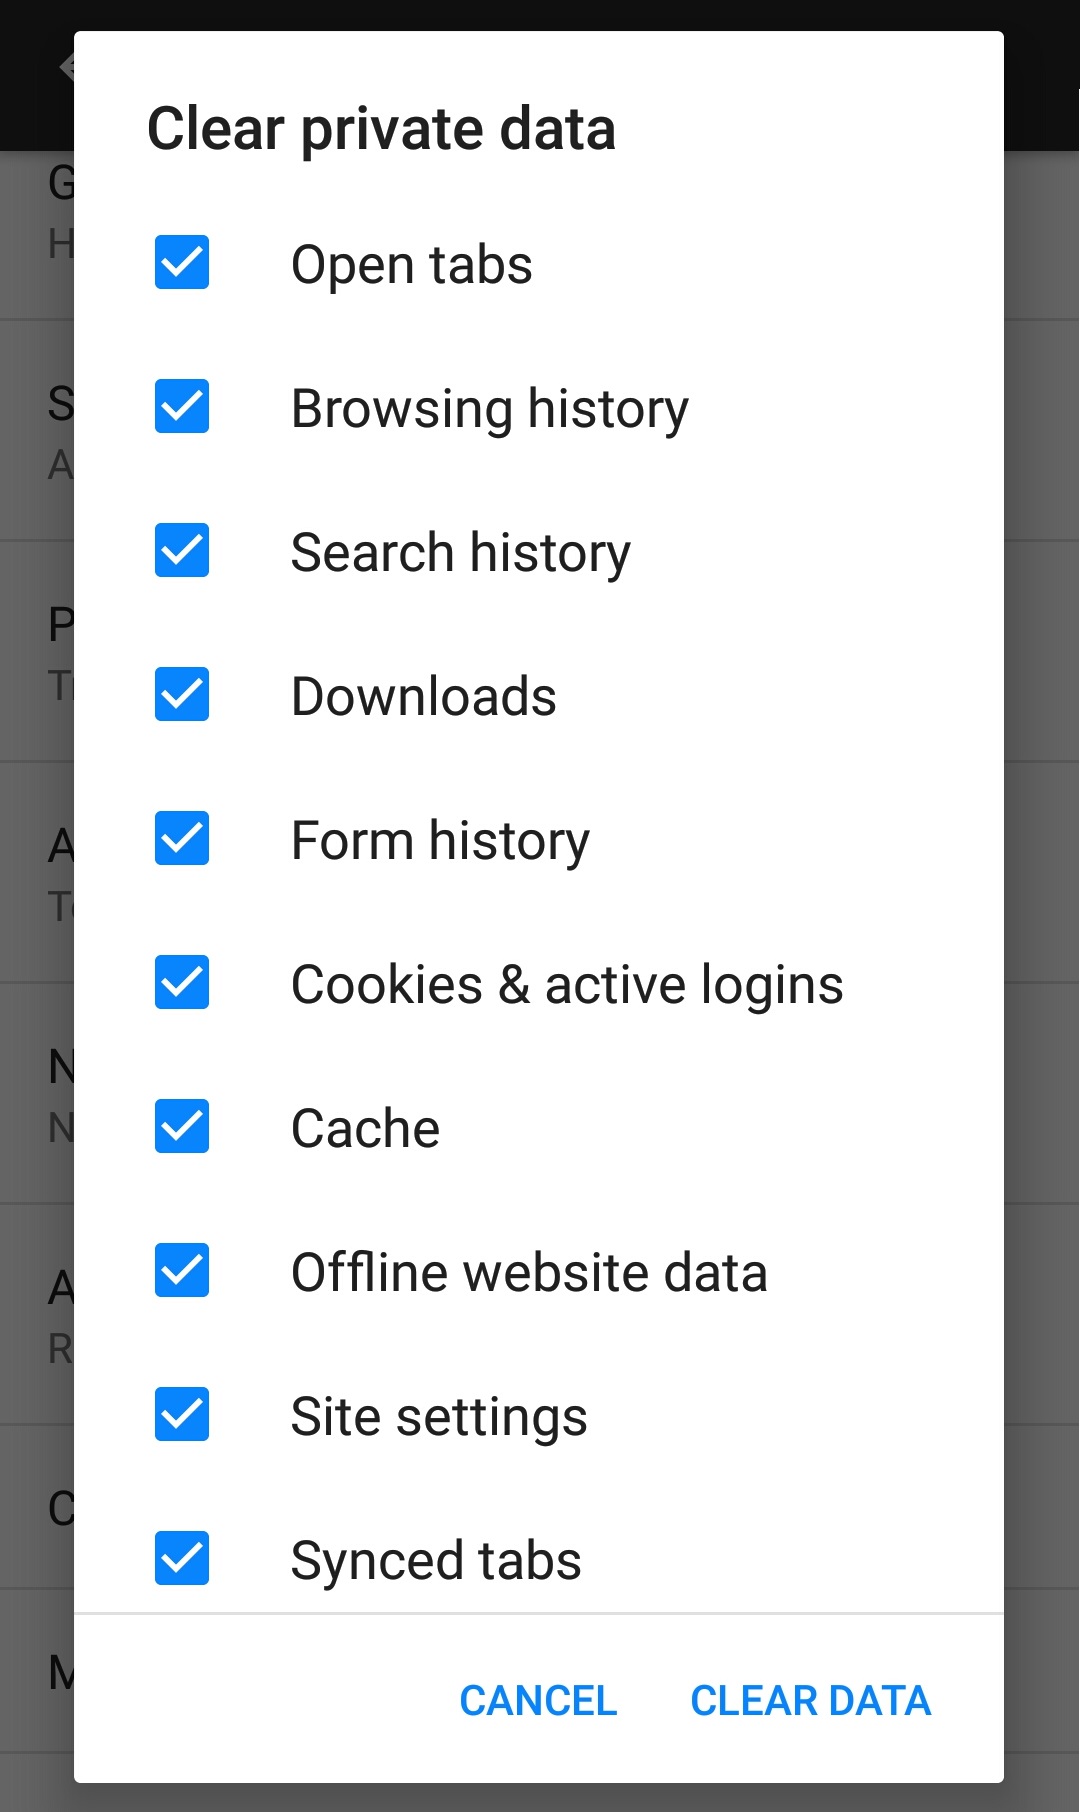 Clear private data
Open tabs
Browsing history
Search history
Downloads
Form history
Cookies & active logins
Cache
Offline website data
Site settings
Synced tabs
CANCEL CLEAR DATA